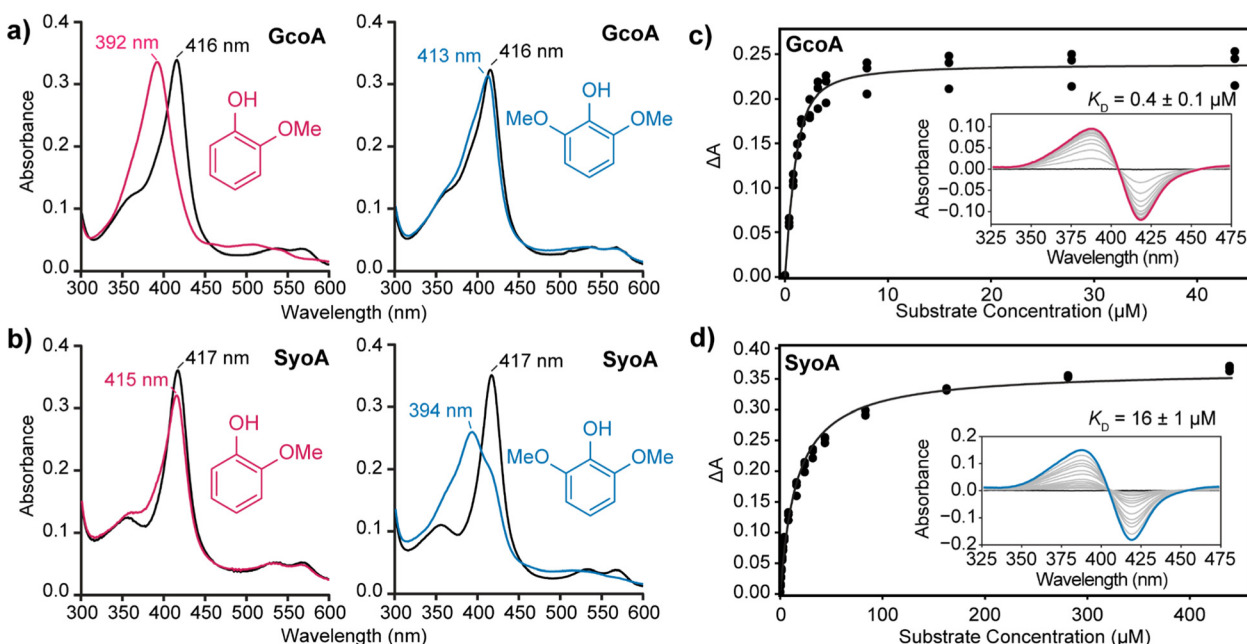 a)
GcoA
392 nm
416 nm
OH
OMe
Absorbance
0.4
0.3
0.2
0.1
0.0
300 350 400 450 500 550 600
GcoA
413 nm
416 nm
OH
MeO
OMe
0.4
0.3
0.2
0.1
0.0
300 350 400 450 500 550 600
Wavelength (nm)
b)
SyoA
415 nm
417 nm
OH
OMe
Absorbance
0.4
0.3
0.2
0.1
0.0
300 350 400 450 500 550 600
Wavelength (nm)
SyoA
394 nm
417 nm
OH
MeO
OMe
0.4
0.3
0.2
0.1
0.0
300 350 400 450 500 550 600
Wavelength (nm)
c)
GcoA
ΔA
0.25
0.20
0.15
0.10
0.05
0.00
0 10 20 30 40
Substrate Concentration (µM)
K_D = 0.4 ± 0.1 µM
Absorbance
0.10
0.05
0.00
−0.05
−0.10
325 350 375 400 425 450 475
Wavelength (nm)
d)
SyoA
ΔA
0.40
0.35
0.30
0.25
0.20
0.15
0.10
0.05
0.00
0 100 200 300 400
Substrate Concentration (µM)
K_D = 16 ± 1 µM
Absorbance
0.2
0.1
0.0
−0.1
−0.2
325 350 375 400 425 450 475
Wavelength (nm)